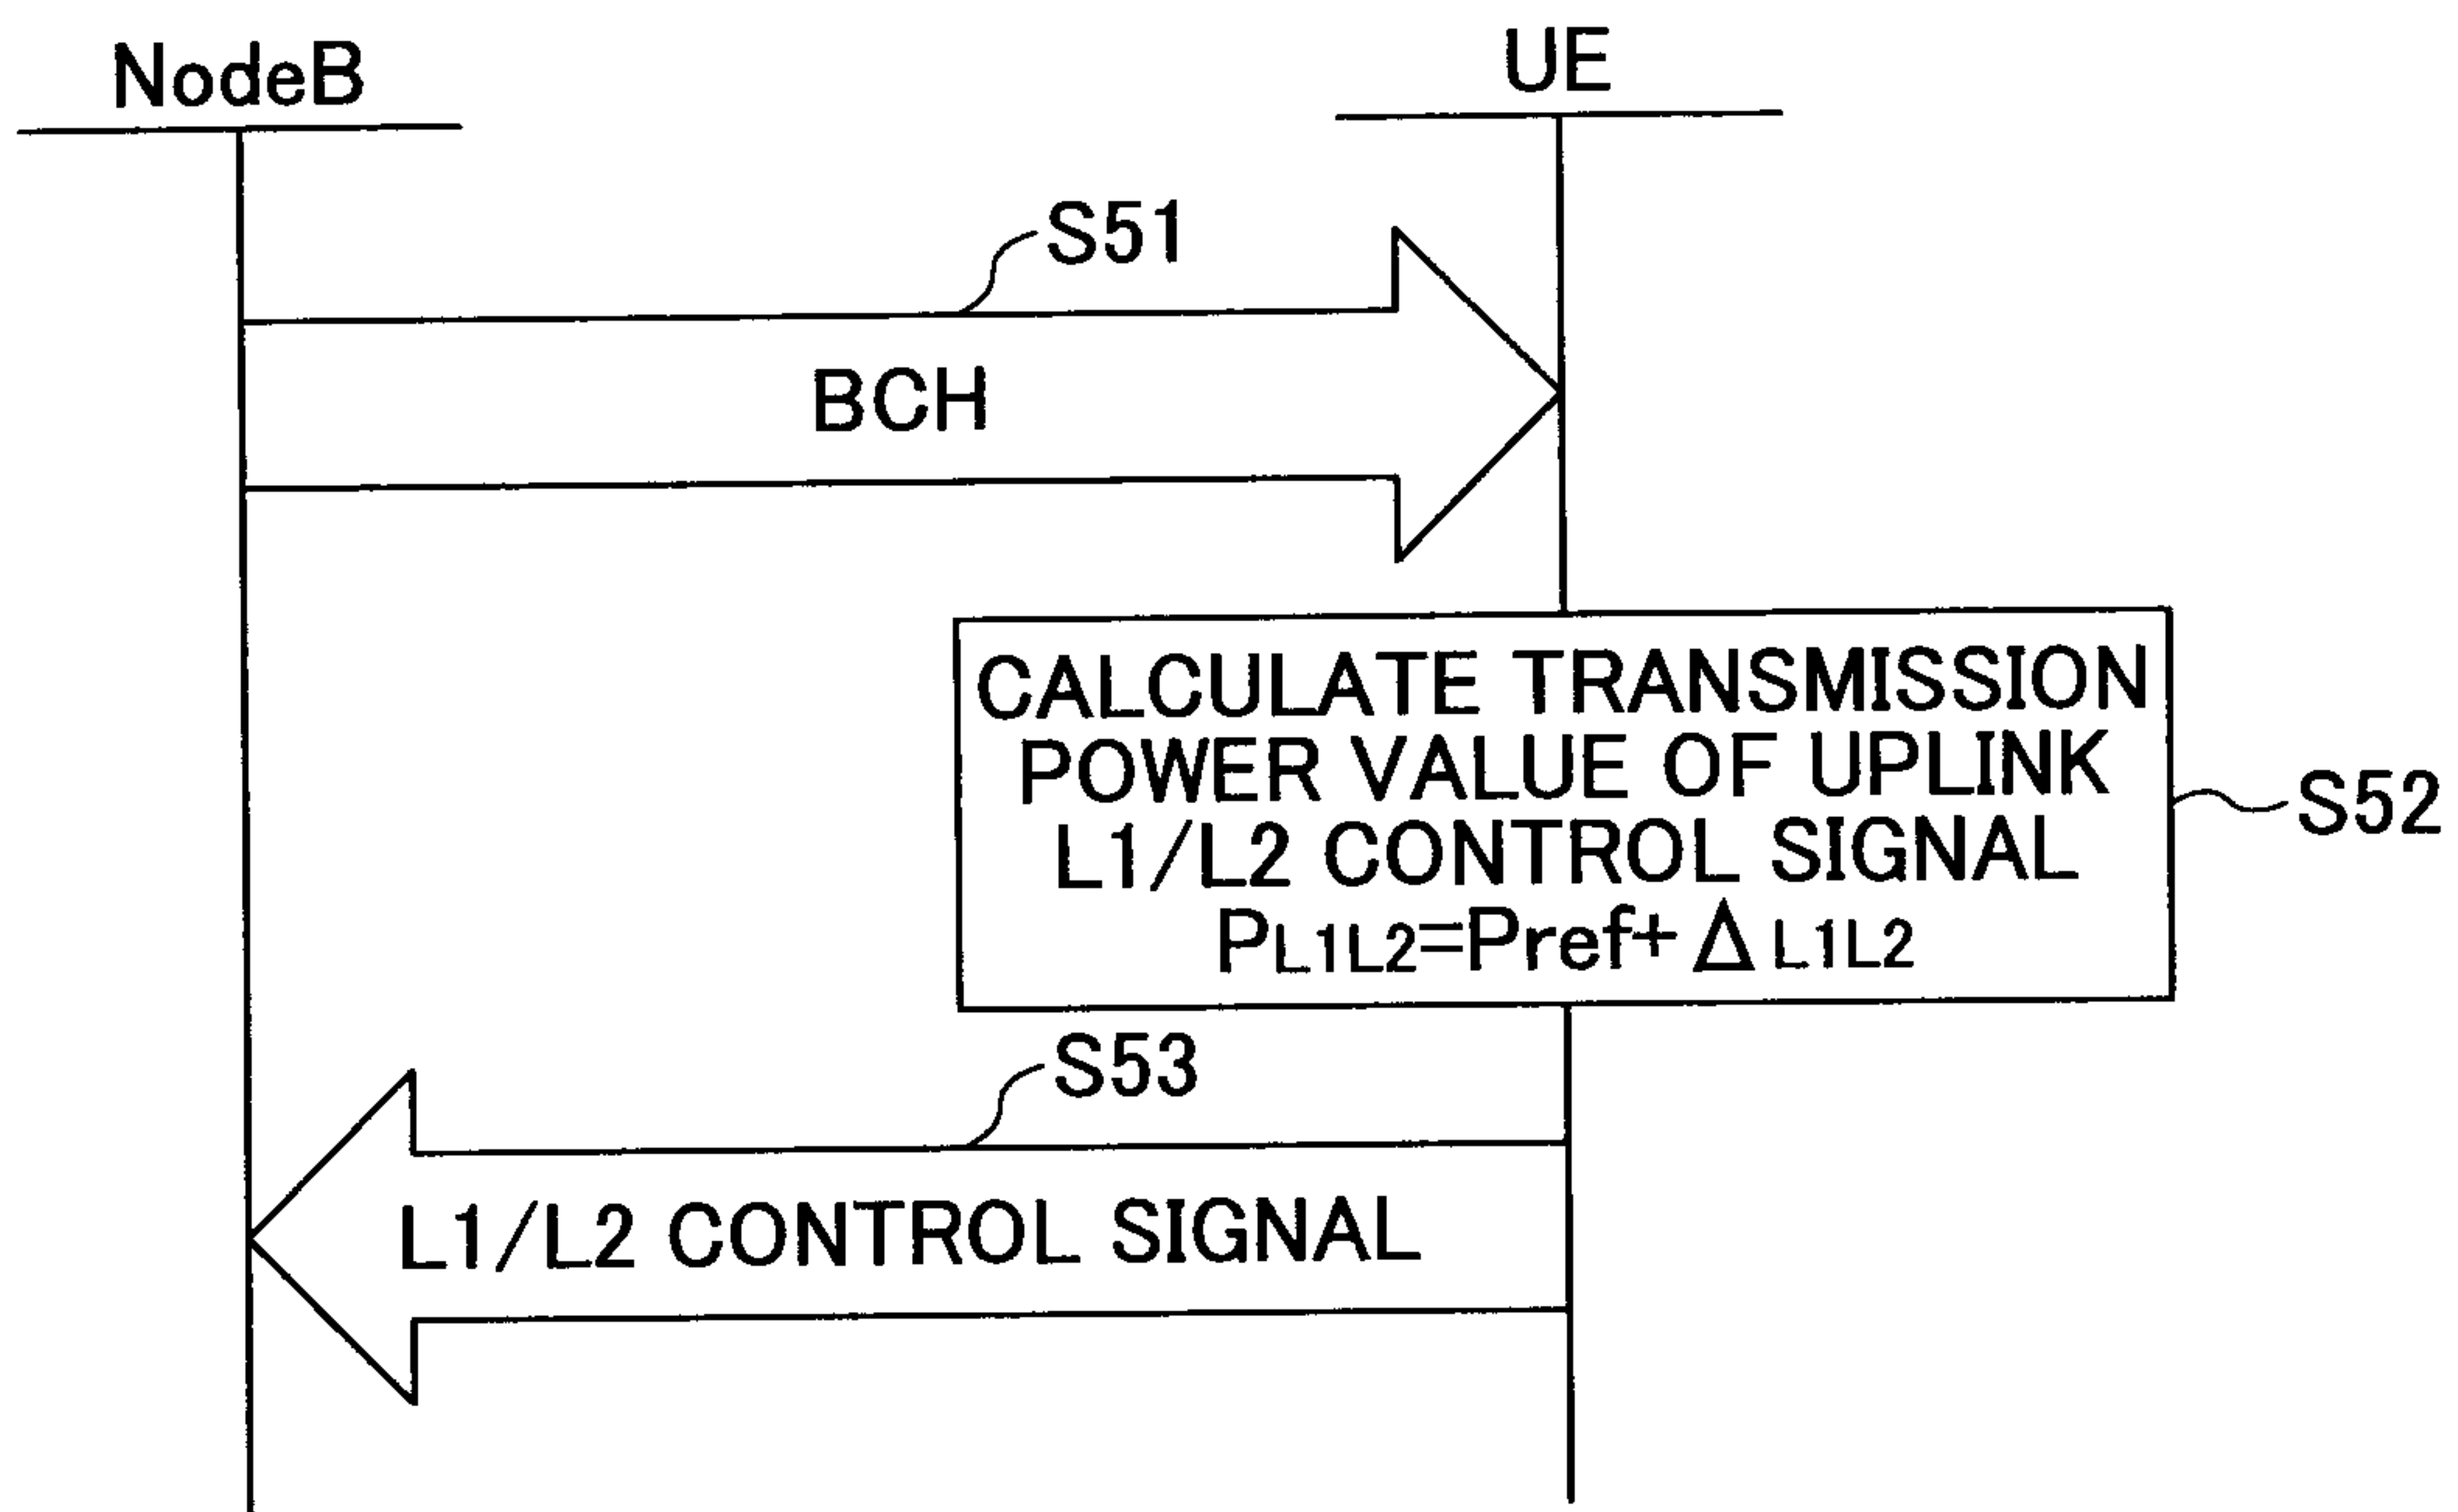 NodeB
UE
S51
BCH
CALCULATE TRANSMISSION
POWER VALUE OF UPLINK
L1/L2 CONTROL SIGNAL
PL1L2=Pref+ΔL1L2
S52
S53
L1/L2 CONTROL SIGNAL